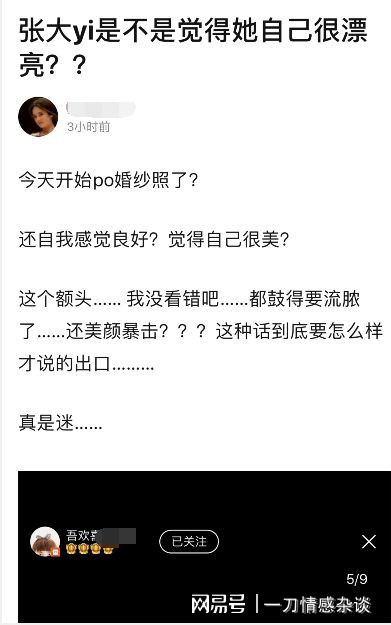 张大yi是不是觉得她自己很漂
亮？？
3小时前
今天开始po婚纱照了？
还自我感觉良好？觉得自己很美？
这个额头…… 我没看错吧……都鼓得要流脓
了……还美颜暴击？？？这种话到底要怎么样
才说的出口………
真是迷……
吾欢喜
已关注
5/9
网易号 | 一刀情感杂谈